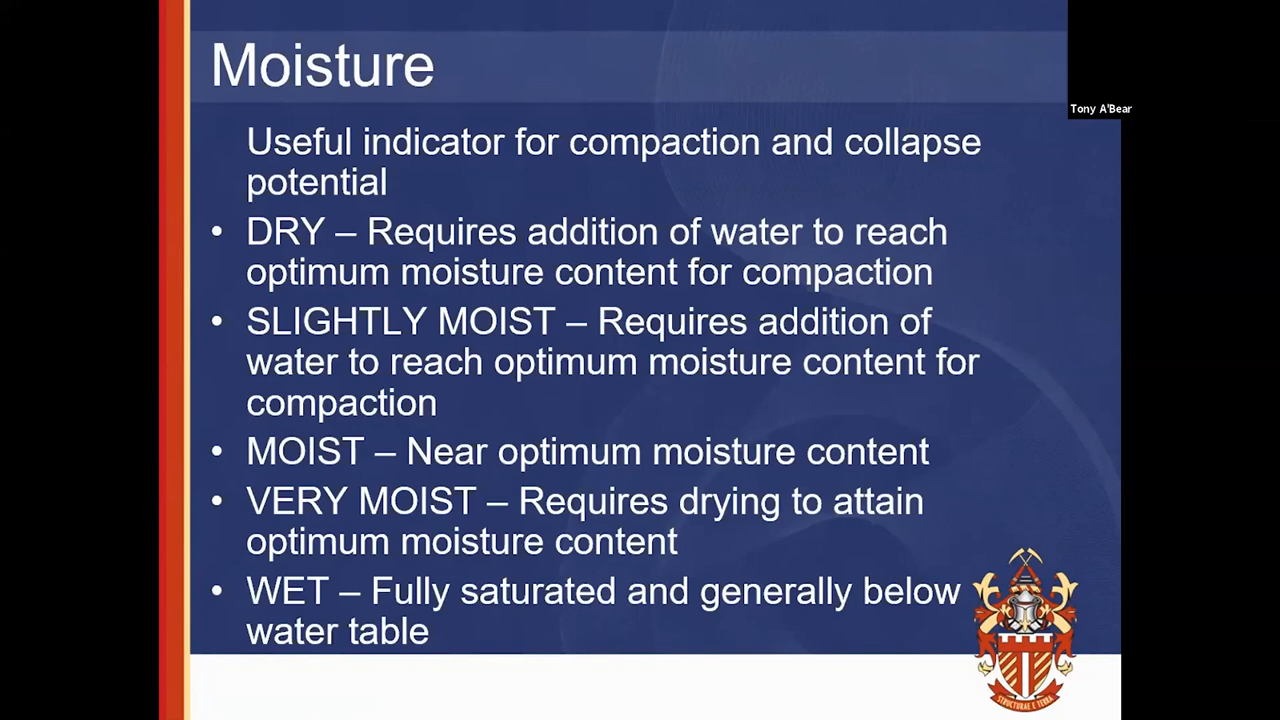 Moisture
Tony A'Bear
Useful indicator for compaction and collapse
potential
• DRY – Requires addition of water to reach
optimum moisture content for compaction
• SLIGHTLY MOIST – Requires addition of
water to reach optimum moisture content for
compaction
• MOIST – Near optimum moisture content
• VERY MOIST – Requires drying to attain
optimum moisture content
• WET – Fully saturated and generally below
water table
STRUCTURAE E TERRA